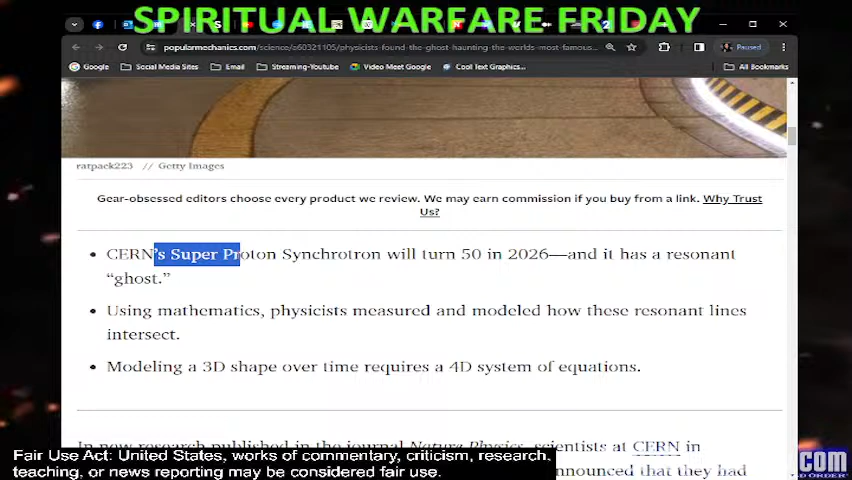 SPIRITUAL WARFARE FRIDAY
popularmechanics.com/science/a60321105/physicists-found-the-ghost-haunting-the-worlds-most-famous...
Paused
Google Social Media Sites Email Streaming-Youtube Video Meet Google Cool Text Graphics... All Bookmarks
ratpack223 // Getty Images
Gear-obsessed editors choose every product we review. We may earn commission if you buy from a link. Why Trust
Us?
• CERN's Super Proton Synchrotron will turn 50 in 2026—and it has a resonant
“ghost.”
• Using mathematics, physicists measured and modeled how these resonant lines
intersect.
• Modeling a 3D shape over time requires a 4D system of equations.
In new research published in the journal Nature Physics, scientists at CERN in
nnounced that they had
Fair Use Act: United States, works of commentary, criticism, research,
teaching, or news reporting may be considered fair use.
.COM
D ORDER